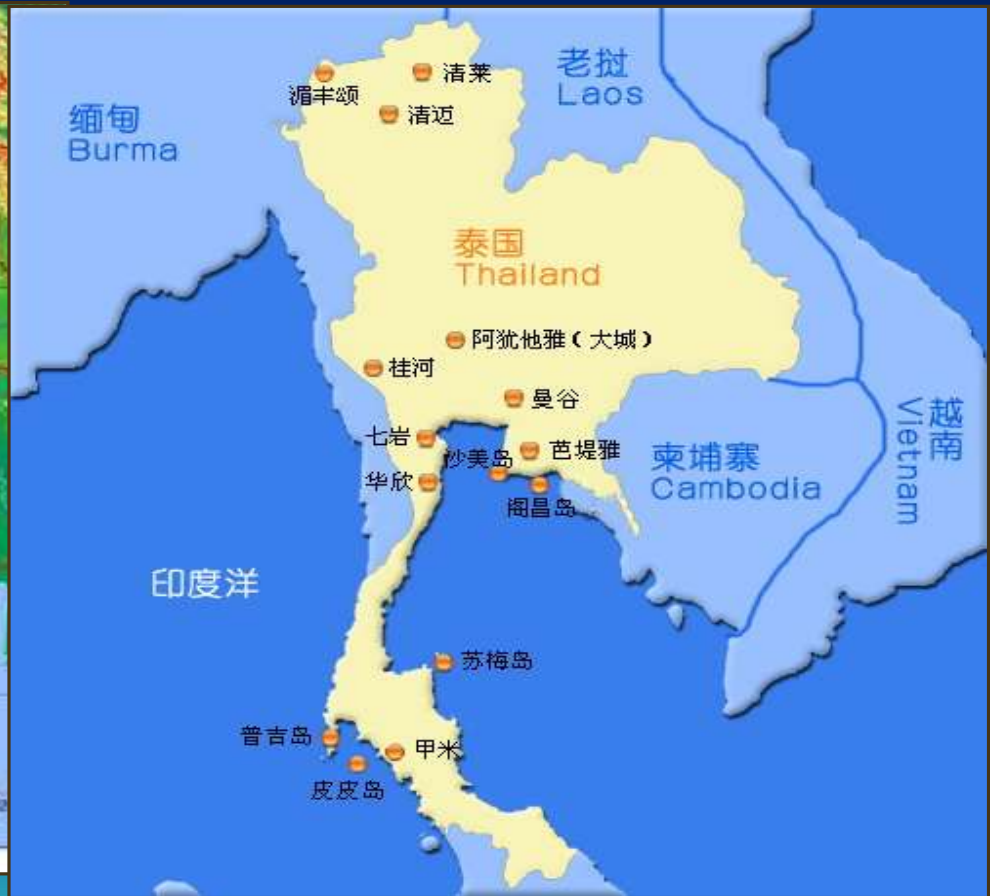 清莱
湄丰颂
清迈
老挝
Laos
缅甸
Burma
泰国
Thailand
阿犹他雅(大城)
桂河
曼谷
七岩
芭堤雅
沙美岛
华欣
阁昌岛
柬埔寨
Cambodia
越南
Vietnam
印度洋
苏梅岛
普吉岛
甲米
皮皮岛